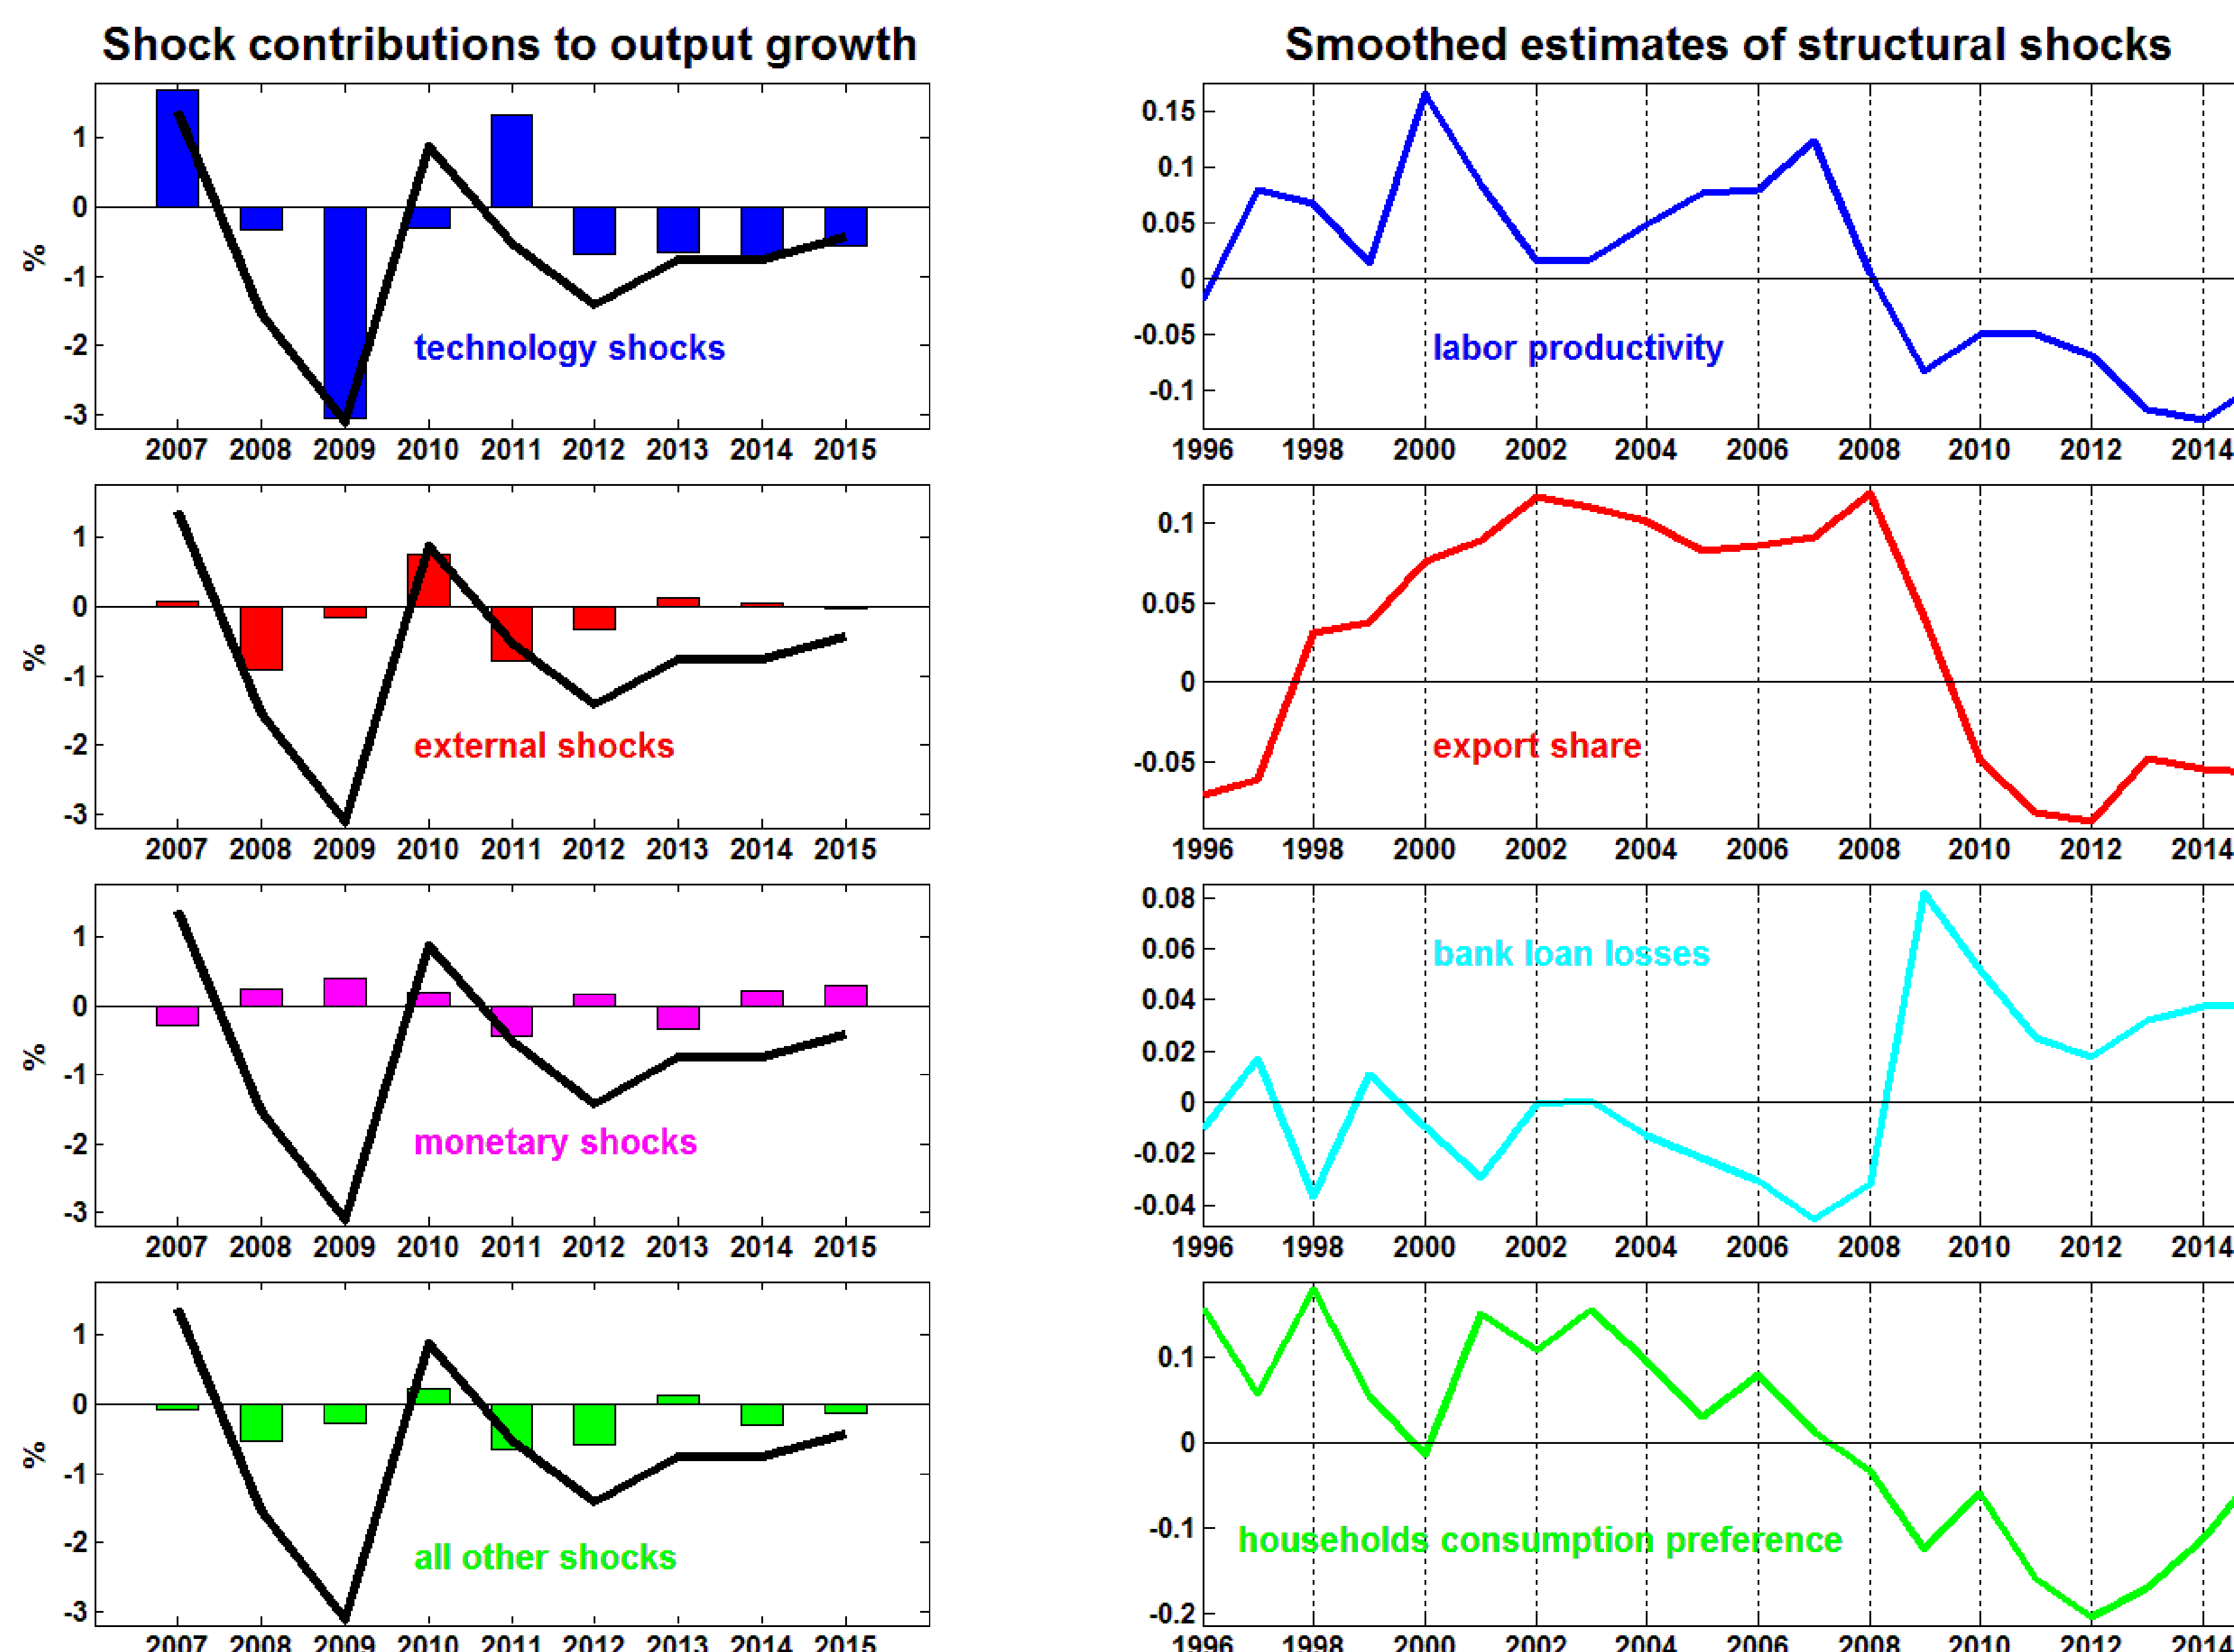 Shock contributions to output growth
1
0
-1
-2
-3
%
technology shocks
2007 2008 2009 2010 2011 2012 2013 2014 2015
1
0
-1
-2
-3
%
external shocks
2007 2008 2009 2010 2011 2012 2013 2014 2015
1
0
-1
-2
-3
%
monetary shocks
2007 2008 2009 2010 2011 2012 2013 2014 2015
1
0
-1
-2
-3
%
all other shocks
2007 2008 2009 2010 2011 2012 2013 2014 2015
Smoothed estimates of structural shocks
0.15
0.1
0.05
0
-0.05
-0.1
labor productivity
1996 1998 2000 2002 2004 2006 2008 2010 2012 2014
0.1
0.05
0
-0.05
export share
1996 1998 2000 2002 2004 2006 2008 2010 2012 2014
0.08
0.06
0.04
0.02
0
-0.02
-0.04
bank loan losses
1996 1998 2000 2002 2004 2006 2008 2010 2012 2014
0.1
0
-0.1
-0.2
households consumption preference
1996 1998 2000 2002 2004 2006 2008 2010 2012 2014